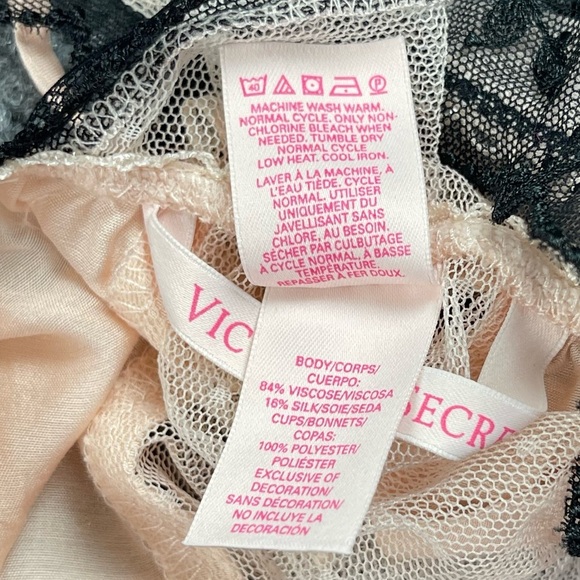 40
P
MACHINE WASH WARM.
NORMAL CYCLE. ONLY NON-
CHLORINE BLEACH WHEN
NEEDED. TUMBLE DRY
NORMAL CYCLE
LOW HEAT. COOL IRON.
LAVER À LA MACHINE, À
L'EAU TIÈDE, CYCLE
NORMAL. UTILISER
UNIQUEMENT DU
JAVELLISANT SANS
CHLORE, AU BESOIN.
SÉCHER PAR CULBUTAGE
À CYCLE NORMAL, À BASSE
TEMPÉRATURE.
REPASSER À FER DOUX.
VIC
SECRE
BODY/CORPS/
CUERPO:
84% VISCOSE/VISCOSA
16% SILK/SOIE/SEDA
CUPS/BONNETS/
COPAS:
100% POLYESTER/
POLIÉSTER
EXCLUSIVE OF
DECORATION/
SANS DÉCORATION/
NO INCLUYE LA
DECORACIÓN